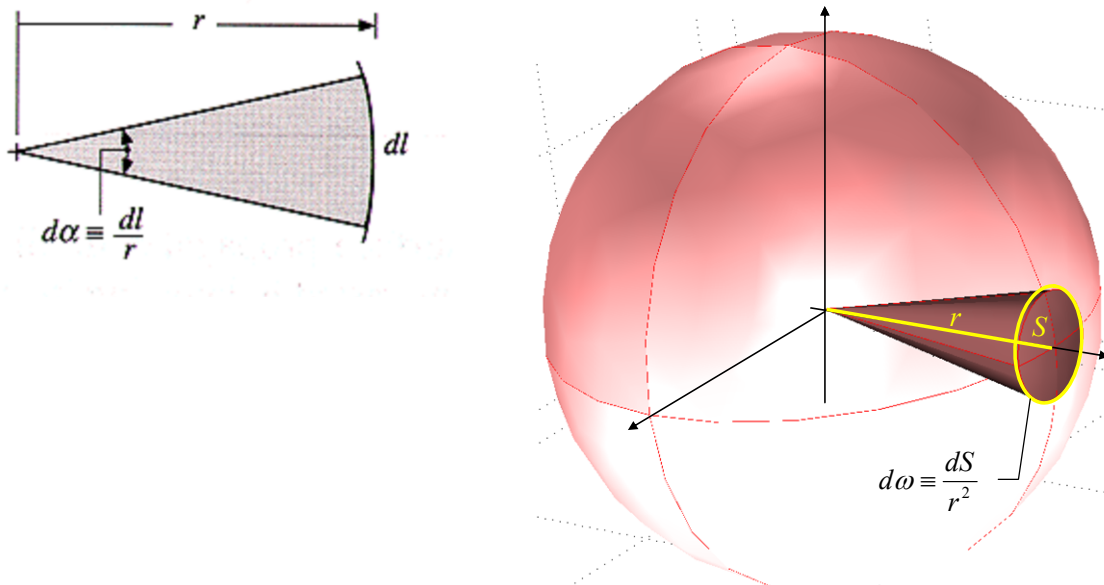 r
dl
dα ≡ dl/r
r
S
dω ≡ dS/r²